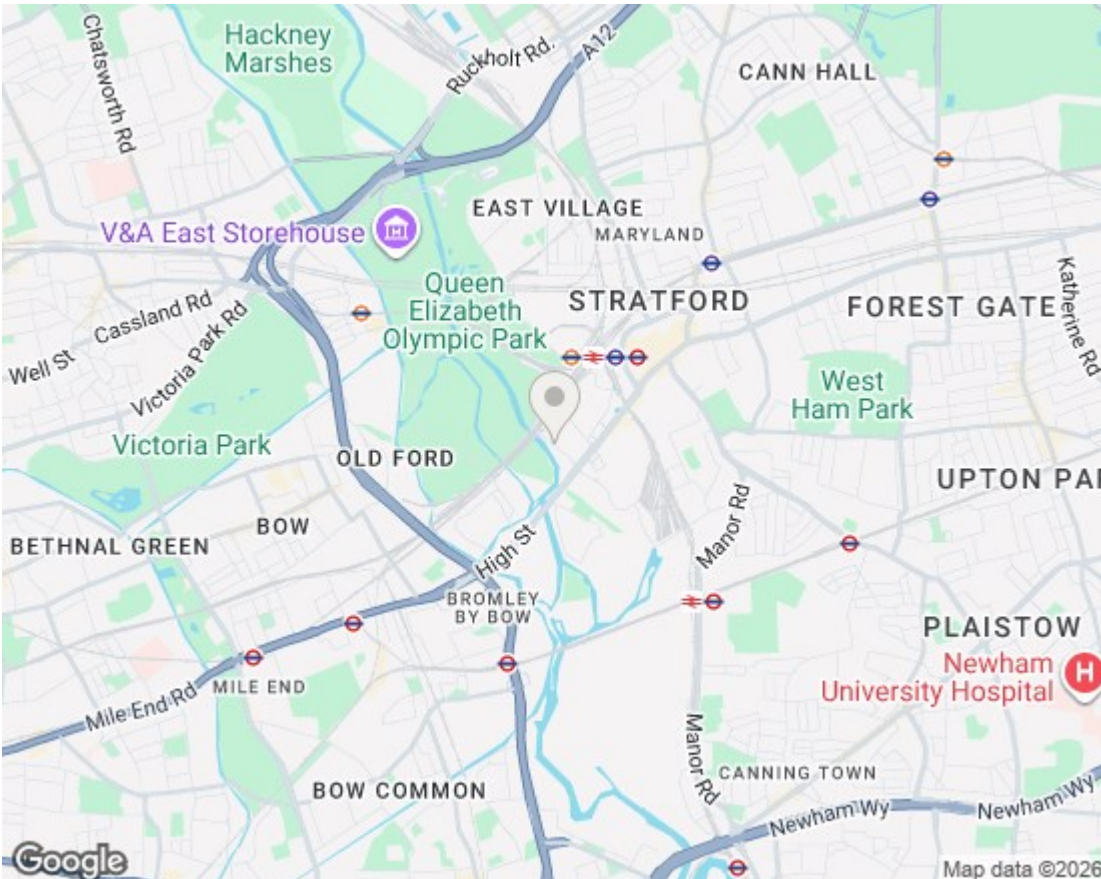 Hackney
Marshes
Chatsworth Rd
Ruckholt Rd.
A12
CANN HALL
EAST VILLAGE
MARYLAND
V&A East Storehouse
Queen
Elizabeth
Olympic Park
STRATFORD
FOREST GATE
Katherine Rd
Cassland Rd
Well St
Victoria Park Rd
West
Ham Park
Victoria Park
OLD FORD
UPTON PA
BOW
BETHNAL GREEN
High St
Manor Rd
BROMLEY
BY BOW
PLAISTOW
Newham
University Hospital
H
MILE END
Mile End Rd
Manor Rd
CANNING TOWN
BOW COMMON
Newham Wy
Newham Wy
Google
Map data ©2026